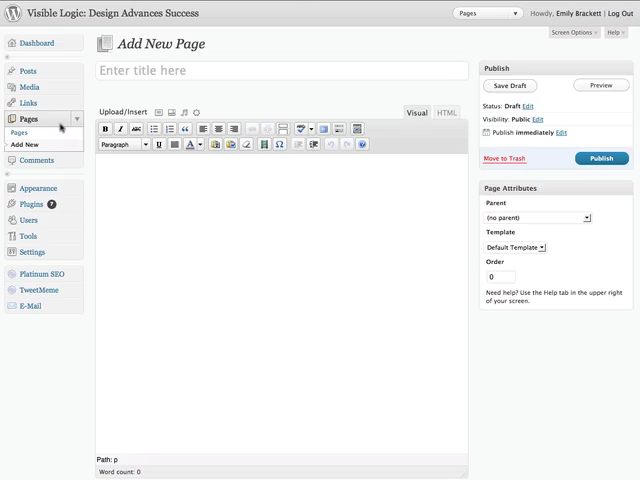 Visible Logic: Design Advances Success
Pages
Howdy, Emily Brackett | Log Out
Screen Options
Help
Dashboard
Posts
Media
Links
Pages
Pages
Add New
Comments
Appearance
Plugins 7
Users
Tools
Settings
Platinum SEO
TweetMeme
E-Mail
Add New Page
Enter title here
Upload/Insert
Visual
HTML
B I ABC
Paragraph U A
Path: p
Word count: 0
Publish
Save Draft
Preview
Status: Draft Edit
Visibility: Public Edit
Publish immediately Edit
Move to Trash
Publish
Page Attributes
Parent
(no parent)
Template
Default Template
Order
0
Need help? Use the Help tab in the upper right
of your screen.